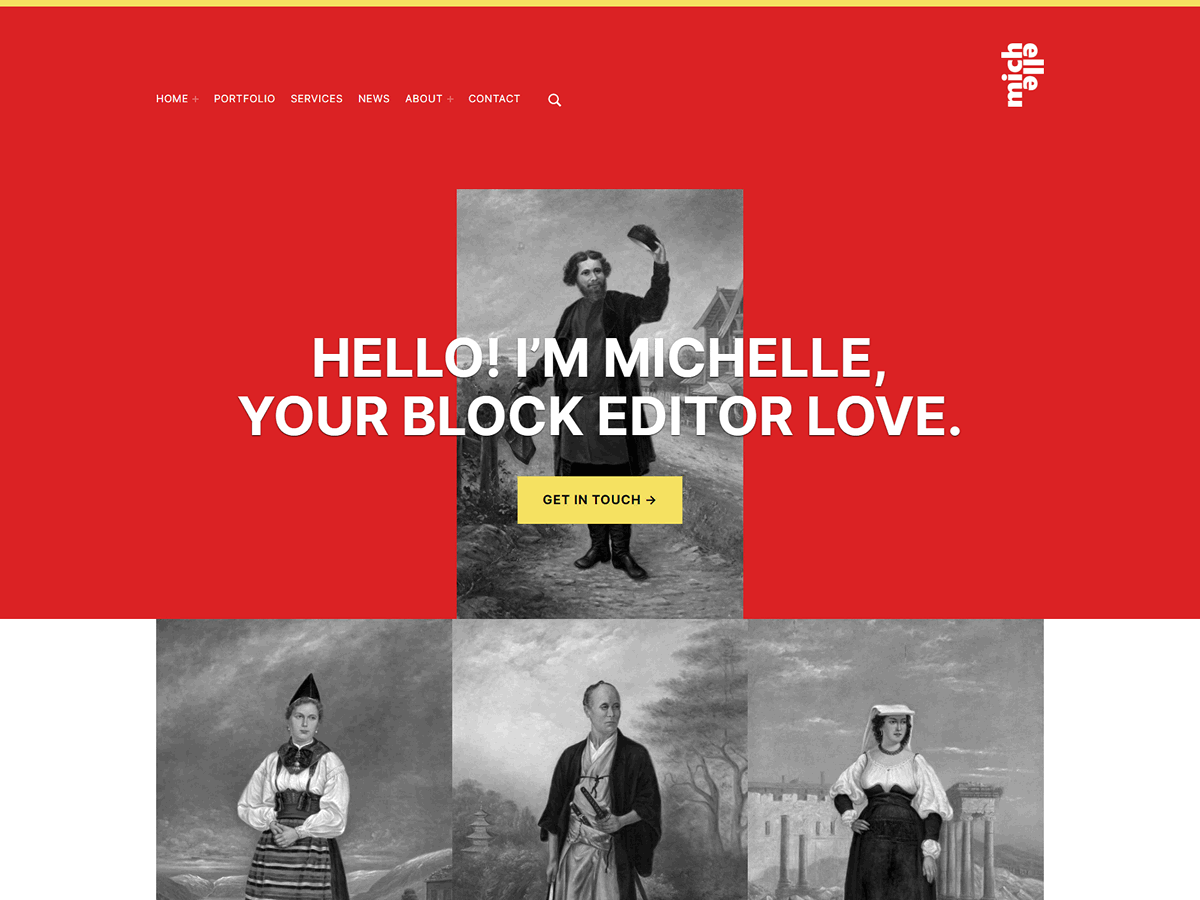 HOME +
PORTFOLIO
SERVICES
NEWS
ABOUT +
CONTACT
mich
elle
HELLO! I’M MICHELLE,
YOUR BLOCK EDITOR LOVE.
GET IN TOUCH →